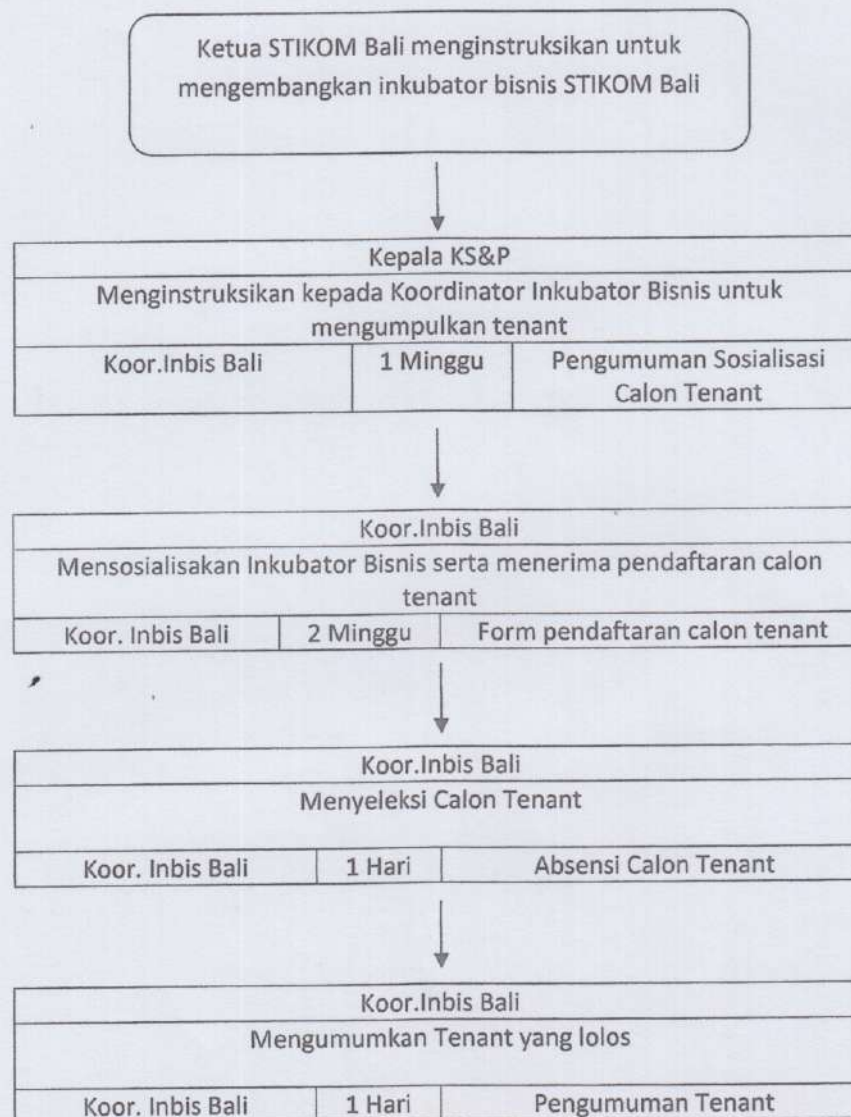 Ketua STIKOM Bali menginstruksikan untuk
mengembangkan inkubator bisnis STIKOM Bali
Kepala KS&P
Menginstruksikan kepada Koordinator Inkubator Bisnis untuk
mengumpulkan tenant
Koor.Inbis Bali 1 Minggu Pengumuman Sosialisasi
Calon Tenant
Koor.Inbis Bali
Mensosialisakan Inkubator Bisnis serta menerima pendaftaran calon
tenant
Koor. Inbis Bali 2 Minggu Form pendaftaran calon tenant
Koor.Inbis Bali
Menyeleksi Calon Tenant
Koor. Inbis Bali 1 Hari Absensi Calon Tenant
Koor.Inbis Bali
Mengumumkan Tenant yang lolos
Koor. Inbis Bali 1 Hari Pengumuman Tenant